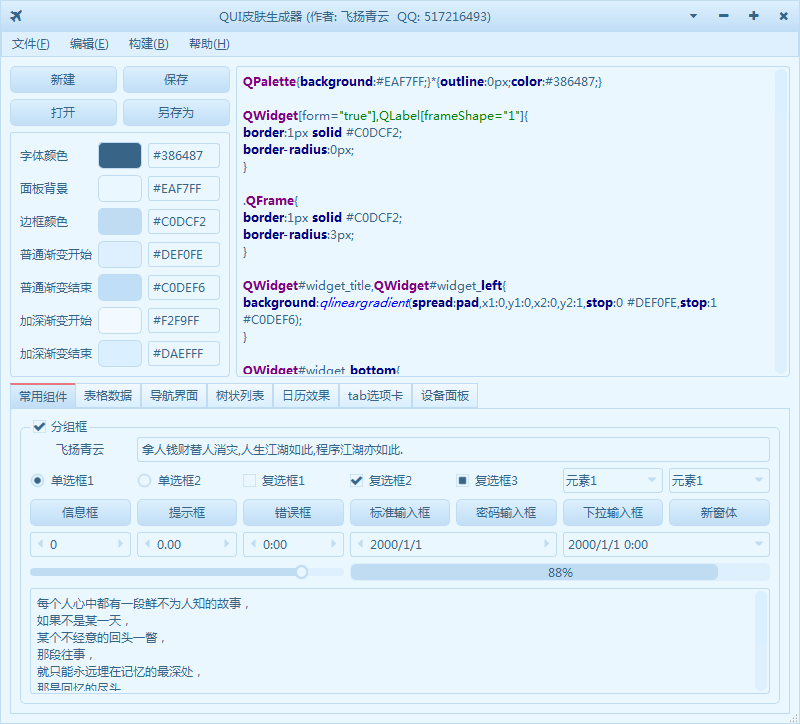 QUI皮肤生成器 (作者: 飞扬青云  QQ: 517216493)
文件(F) 编辑(E) 构建(B) 帮助(H)
新建 保存
打开 另存为
字体颜色 #386487
面板背景 #EAF7FF
边框颜色 #C0DCF2
普通渐变开始 #DEF0FE
普通渐变结束 #C0DEF6
加深渐变开始 #F2F9FF
加深渐变结束 #DAEFFF
QPalette{background:#EAF7FF;}*{outline:0px;color:#386487;}
QWidget[form="true"],QLabel[frameShape="1"]{
border:1px solid #C0DCF2;
border-radius:0px;
}
.QFrame{
border:1px solid #C0DCF2;
border-radius:3px;
}
QWidget#widget_title,QWidget#widget_left{
background:qlineargradient(spread:pad,x1:0,y1:0,x2:0,y2:1,stop:0 #DEF0FE,stop:1
#C0DEF6);
}
QWidget#widget_bottom{
常用组件 表格数据 导航界面 树状列表 日历效果 tab选项卡 设备面板
分组框
飞扬青云 拿人钱财替人消灾,人生江湖如此,程序江湖亦如此.
单选框1 单选框2 复选框1 复选框2 复选框3 元素1 元素1
信息框 提示框 错误框 标准输入框 密码输入框 下拉输入框 新窗体
0 0.00 0:00 2000/1/1 2000/1/1 0:00
88%
每个人心中都有一段鲜不为人知的故事，
如果不是某一天，
某个不经意的回头一瞥，
那段往事，
就只能永远埋在记忆的最深处，
那是回忆的尽头